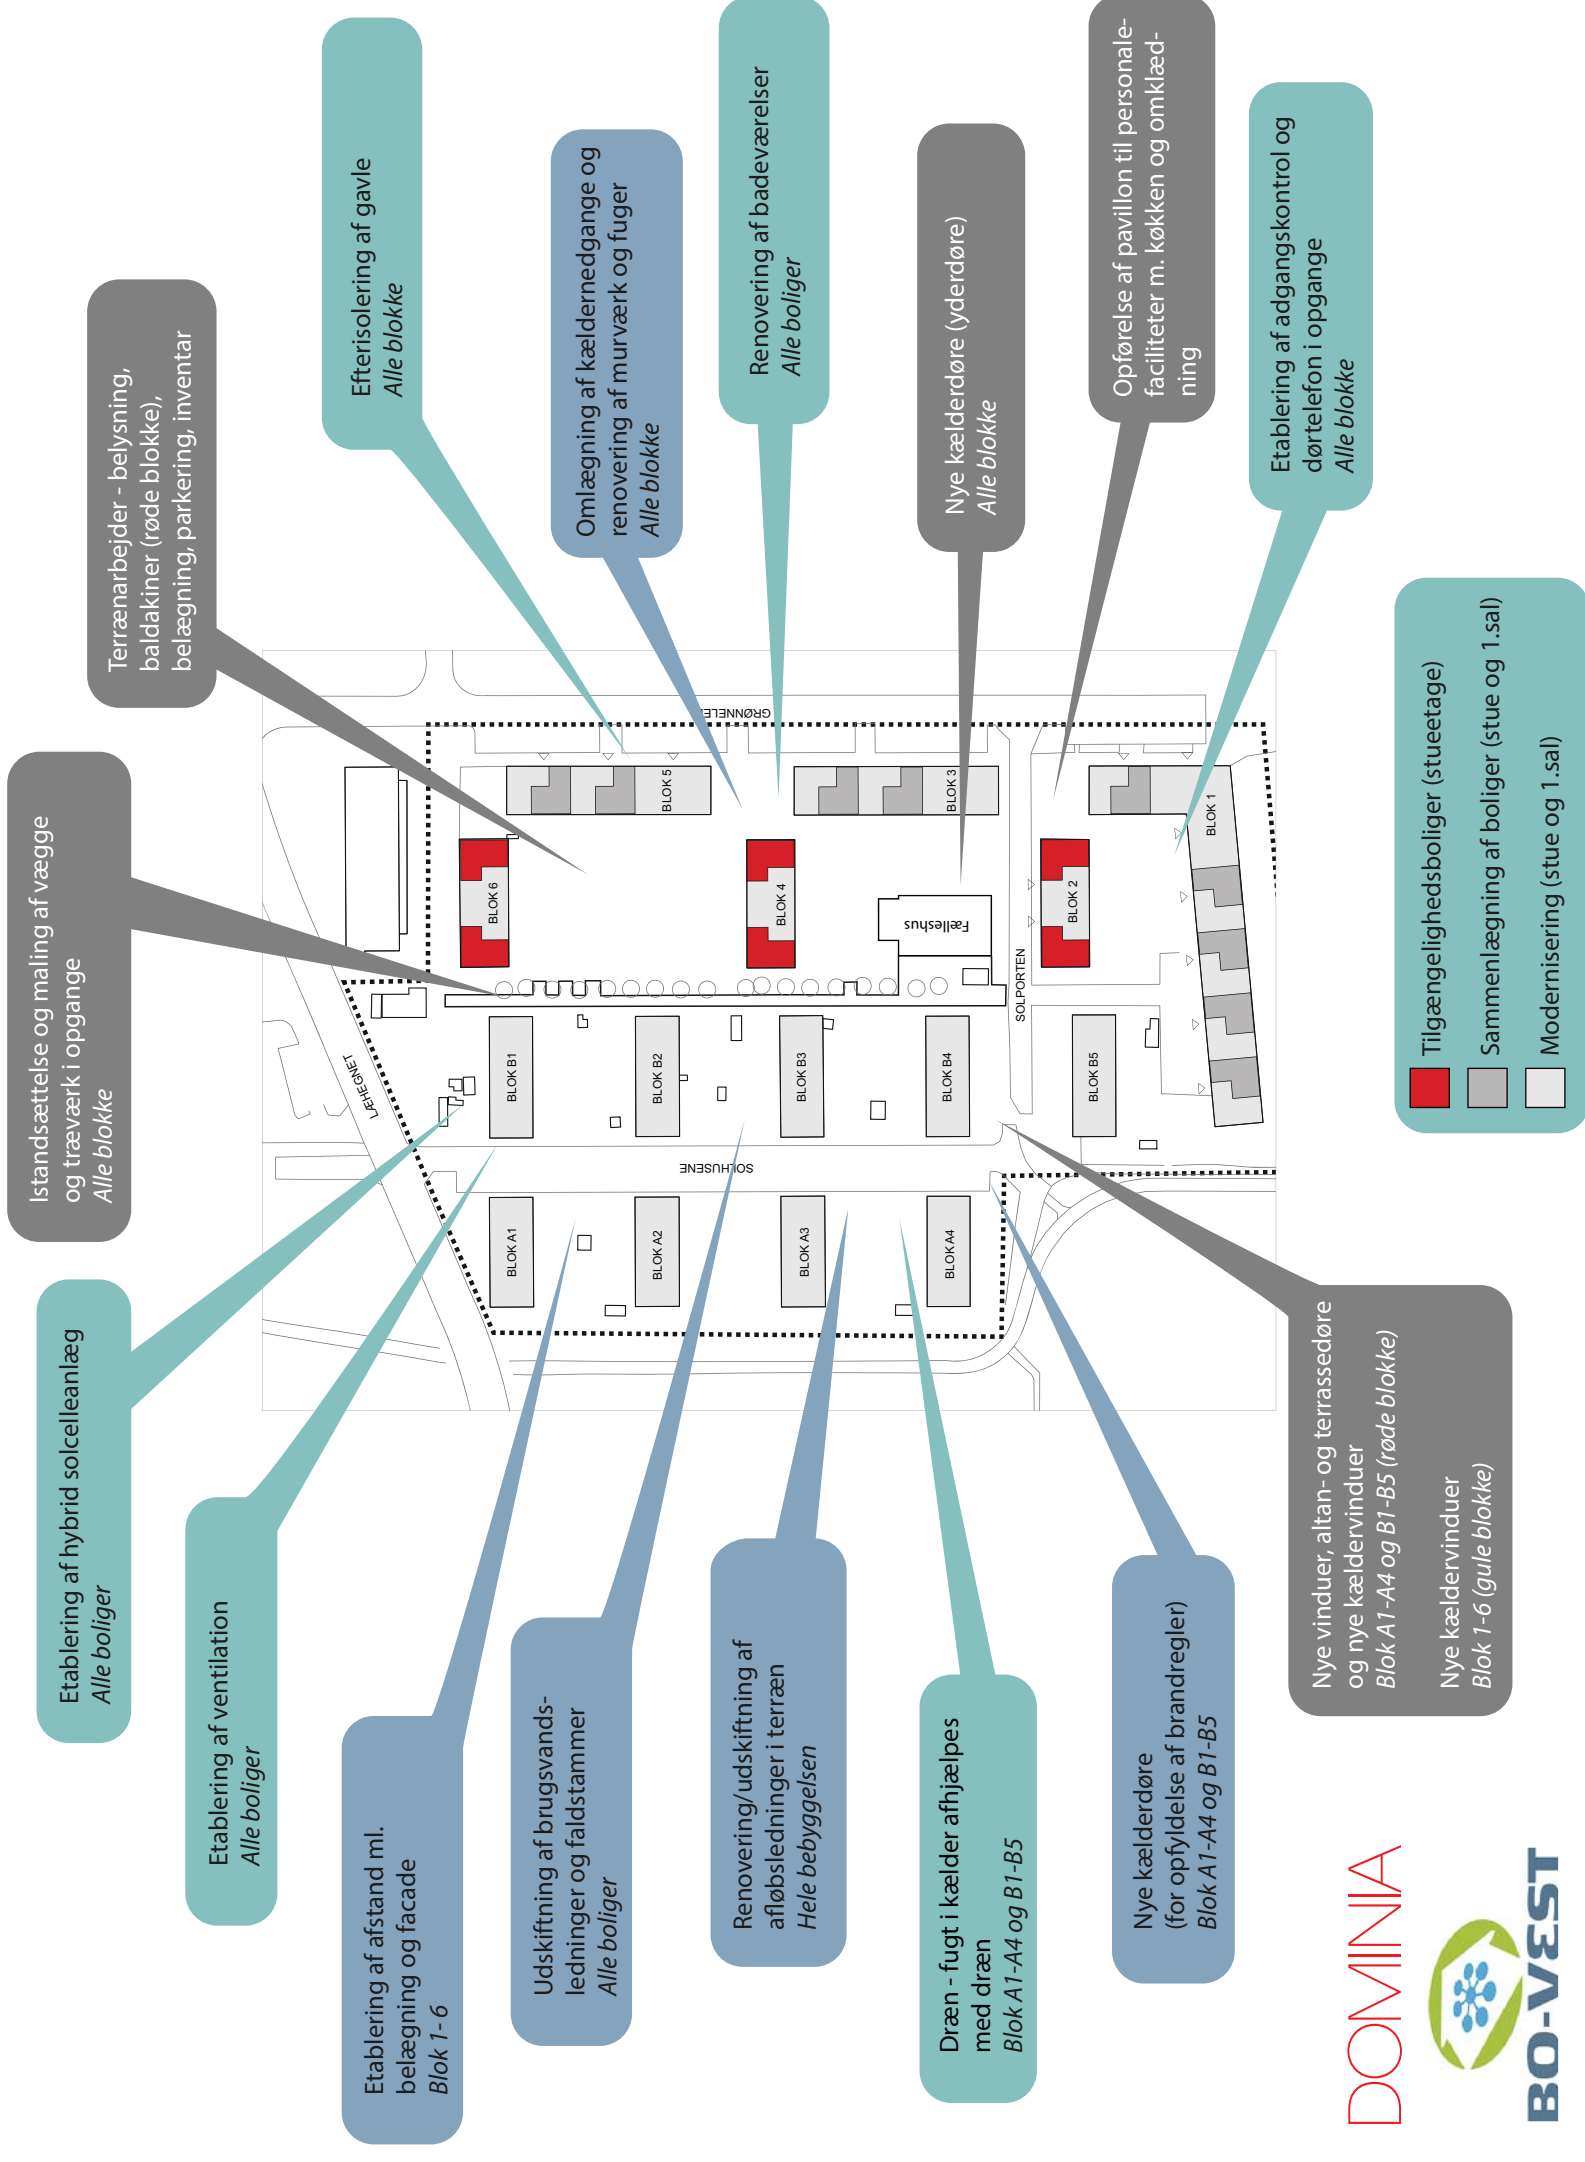 Istandsættelse og maling af vægge
og træværk i opgange
Alle blokke
Terrænarbejder - belysning,
baldakiner (røde blokke),
belægning, parkering, inventar
Etablering af hybrid solcelleanlæg
Alle boliger
Etablering af ventilation
Alle boliger
Etablering af afstand ml.
belægning og facade
Blok 1- 6
Udskiftning af brugsvands-
ledninger og faldstammer
Alle boliger
Renovering/udskiftning af
afløbsledninger i terræn
Hele bebyggelsen
Dræn - fugt i kælder afhjælpes
med dræn
Blok A1-A4 og B1-B5
Nye kælderdøre
(for opfyldelse af brandregler)
Blok A1-A4 og B1-B5
Nye vinduer, altan- og terrassedøre
og nye kældervinduer
Blok A1-A4 og B1-B5 (røde blokke)
Nye kældervinduer
Blok 1-6 (gule blokke)
Efterisolering af gavle
Alle blokke
Omlægning af kældernedgange og
renovering af murværk og fuger
Alle blokke
Renovering af badeværelser
Alle boliger
Nye kælderdøre (yderdøre)
Alle blokke
Opførelse af pavillon til personale-
faciliteter m. køkken og omklæd-
ning
Etablering af adgangskontrol og
dørtelefon i opgange
Alle blokke
LÆHEGNET
SOLHUSENE
SOLPORTEN
BLOK A1
BLOK A2
BLOK A3
BLOK A4
BLOK B1
BLOK B2
BLOK B3
BLOK B4
BLOK B5
BLOK 6
BLOK 4
BLOK 2
Fælleshus
BLOK 5
BLOK 3
BLOK 1
GRØNNELE
Tilgængelighedsboliger (stueetage)
Sammenlægning af boliger (stue og 1.sal)
Modernisering (stue og 1.sal)
DOMINIA
BO-VEST